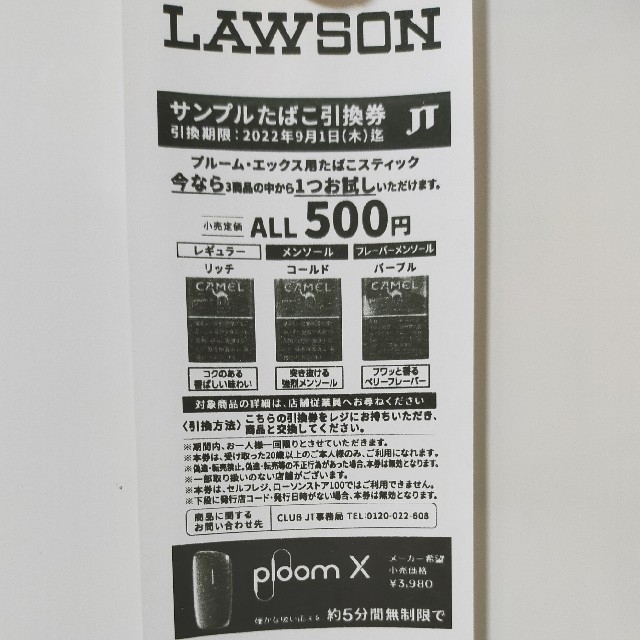 LAWSON
サンプルたばこ引換券
引換期限：2022年9月1日(木)迄
JT
プルーム・エックス用たばこスティック
今なら3商品の中から1つお試しいただけます。
小売定価 ALL 500円
レギュラー メンソール フレーバーメンソール
リッチ コールド パープル
CAMEL CAMEL CAMEL
コクのある 突き抜ける フワッと香る
香ばしい味わい 強烈メンソール ベリーフレーバー
対象商品の詳細は、店舗従業員へお尋ねください
〈引換方法〉こちらの引換券をレジにお持ちいただき、
商品と交換してください。
※期間内、お一人様一回限りとさせていただきます。
※本券は、受け取った20歳以上のご本人様のみ、ご利用になれます。
※偽造・転売禁止。偽造・転売等の不正行為があった場合、本券は無効となります。
※一部取り扱いのない店舗がございます。
※本券は、セルフレジ、ローソンストア100ではご利用できません。
※下段に発行店コード・発行日時がない場合、本券は無効となります。
商品に関する
お問い合わせ先
CLUB JT事務局 TEL:0120-022-608
ploom X
メーカー希望
小売価格
¥3,980
約5分間無制限で